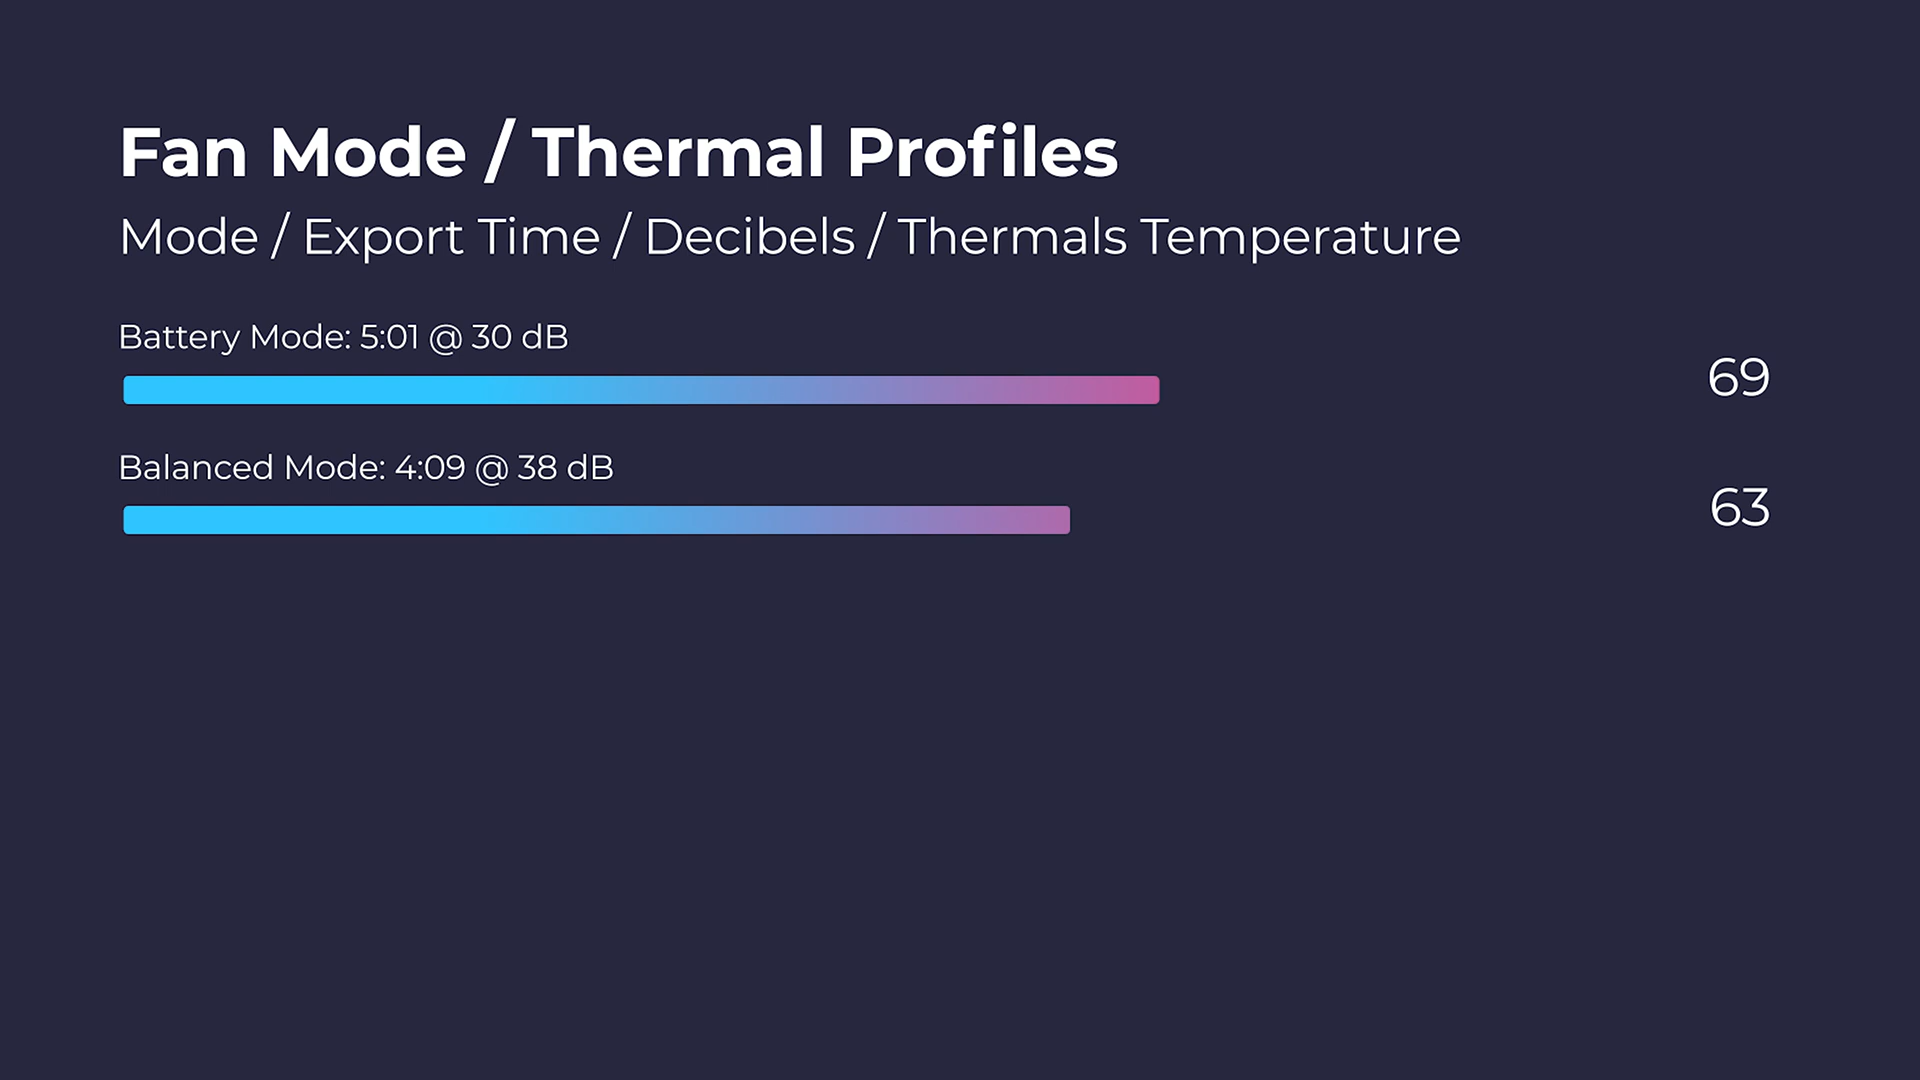 Fan Mode / Thermal Profiles
Mode / Export Time / Decibels / Thermals Temperature
Battery Mode: 5:01 @ 30 dB
69
Balanced Mode: 4:09 @ 38 dB
63